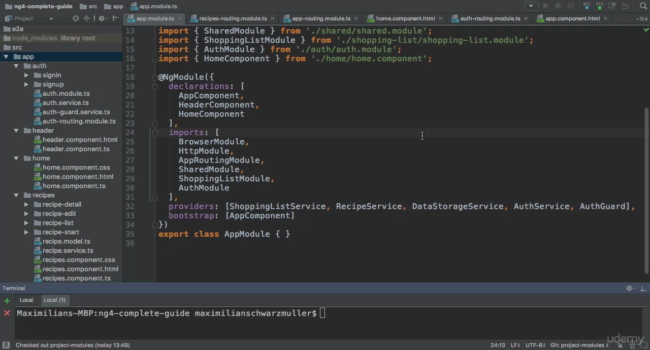 ng4-complete-guide src app app.module.ts
app.module.ts
Project
app.module.ts recipes-routing.module.ts app-routing.module.ts home.component.html auth-routing.module.ts app.component.html
e2e
node_modules library root
src
app
auth
signin
signup
auth.module.ts
auth.service.ts
auth-guard.service.ts
auth-routing.module.ts
header
header.component.html
header.component.ts
home
home.component.css
home.component.html
home.component.ts
recipes
recipe-detail
recipe-edit
recipe-list
recipe-start
recipe.model.ts
recipe.service.ts
recipes.component.css
recipes.component.html
recipes.component.ts
13 import { SharedModule } from './shared/shared.module';
14 import { ShoppingListModule } from './shopping-list/shopping-list.module';
15 import { AuthModule } from './auth/auth.module';
16 import { HomeComponent } from './home/home.component';
17
18 @NgModule({
19 declarations: [
20 AppComponent,
21 HeaderComponent,
22 HomeComponent
23 ],
24 imports: [
25 BrowserModule,
26 HttpModule,
27 AppRoutingModule,
28 SharedModule,
29 ShoppingListModule,
30 AuthModule
31 ],
32 providers: [ShoppingListService, RecipeService, DataStorageService, AuthService, AuthGuard],
33 bootstrap: [AppComponent]
34 })
35 export class AppModule { }
36
Terminal
Local Local (1)
Maximilians-MBP:ng4-complete-guide maximilianschwarzmuller$
Checked out project-modules (today 13:48)
24:13 LF÷ UTF-8÷ Git: project-modules÷
udemy